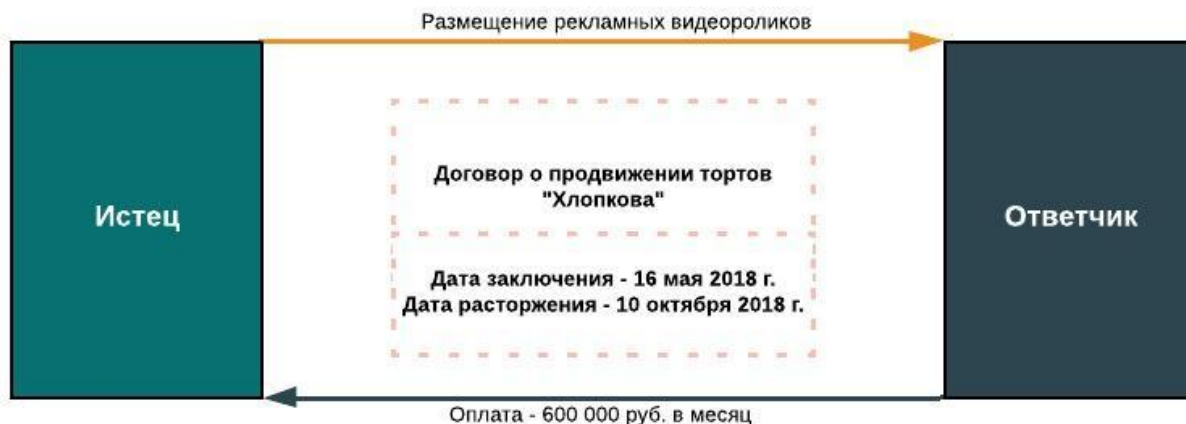 Размещение рекламных видеороликов
Истец
Договор о продвижении тортов
"Хлопкова"
Дата заключения - 16 мая 2018 г.
Дата расторжения - 10 октября 2018 г.
Ответчик
Оплата - 600 000 руб. в месяц